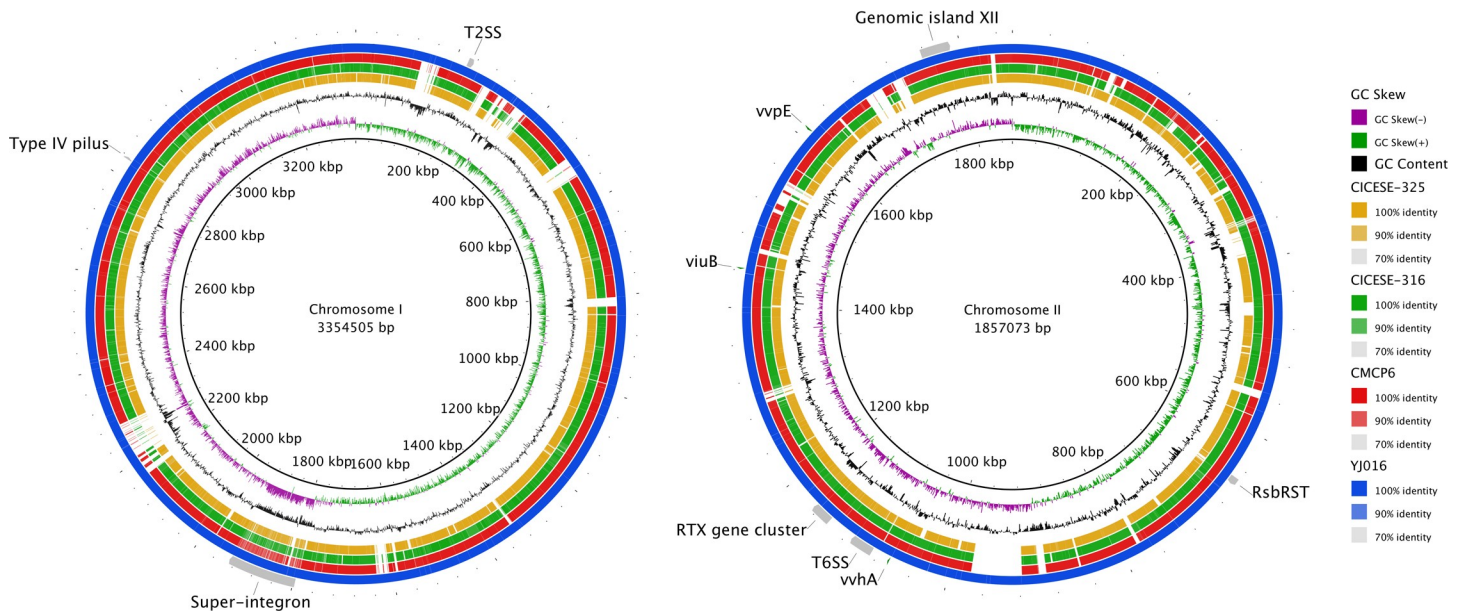 T2SS
Type IV pilus
3200 kbp
200 kbp
3000 kbp
400 kbp
2800 kbp
600 kbp
2600 kbp
800 kbp
Chromosome I
3354505 bp
2400 kbp
1000 kbp
2200 kbp
1200 kbp
2000 kbp
1400 kbp
1800 kbp
1600 kbp
Super-integron
Genomic island XII
vvpE
1800 kbp
200 kbp
1600 kbp
viuB
400 kbp
1400 kbp
Chromosome II
1857073 bp
600 kbp
1200 kbp
800 kbp
1000 kbp
RsbRST
RTX gene cluster
T6SS
vvhA
GC Skew
GC Skew(-)
GC Skew(+)
GC Content
CICESE-325
100% identity
90% identity
70% identity
CICESE-316
100% identity
90% identity
70% identity
CMCP6
100% identity
90% identity
70% identity
YJ016
100% identity
90% identity
70% identity